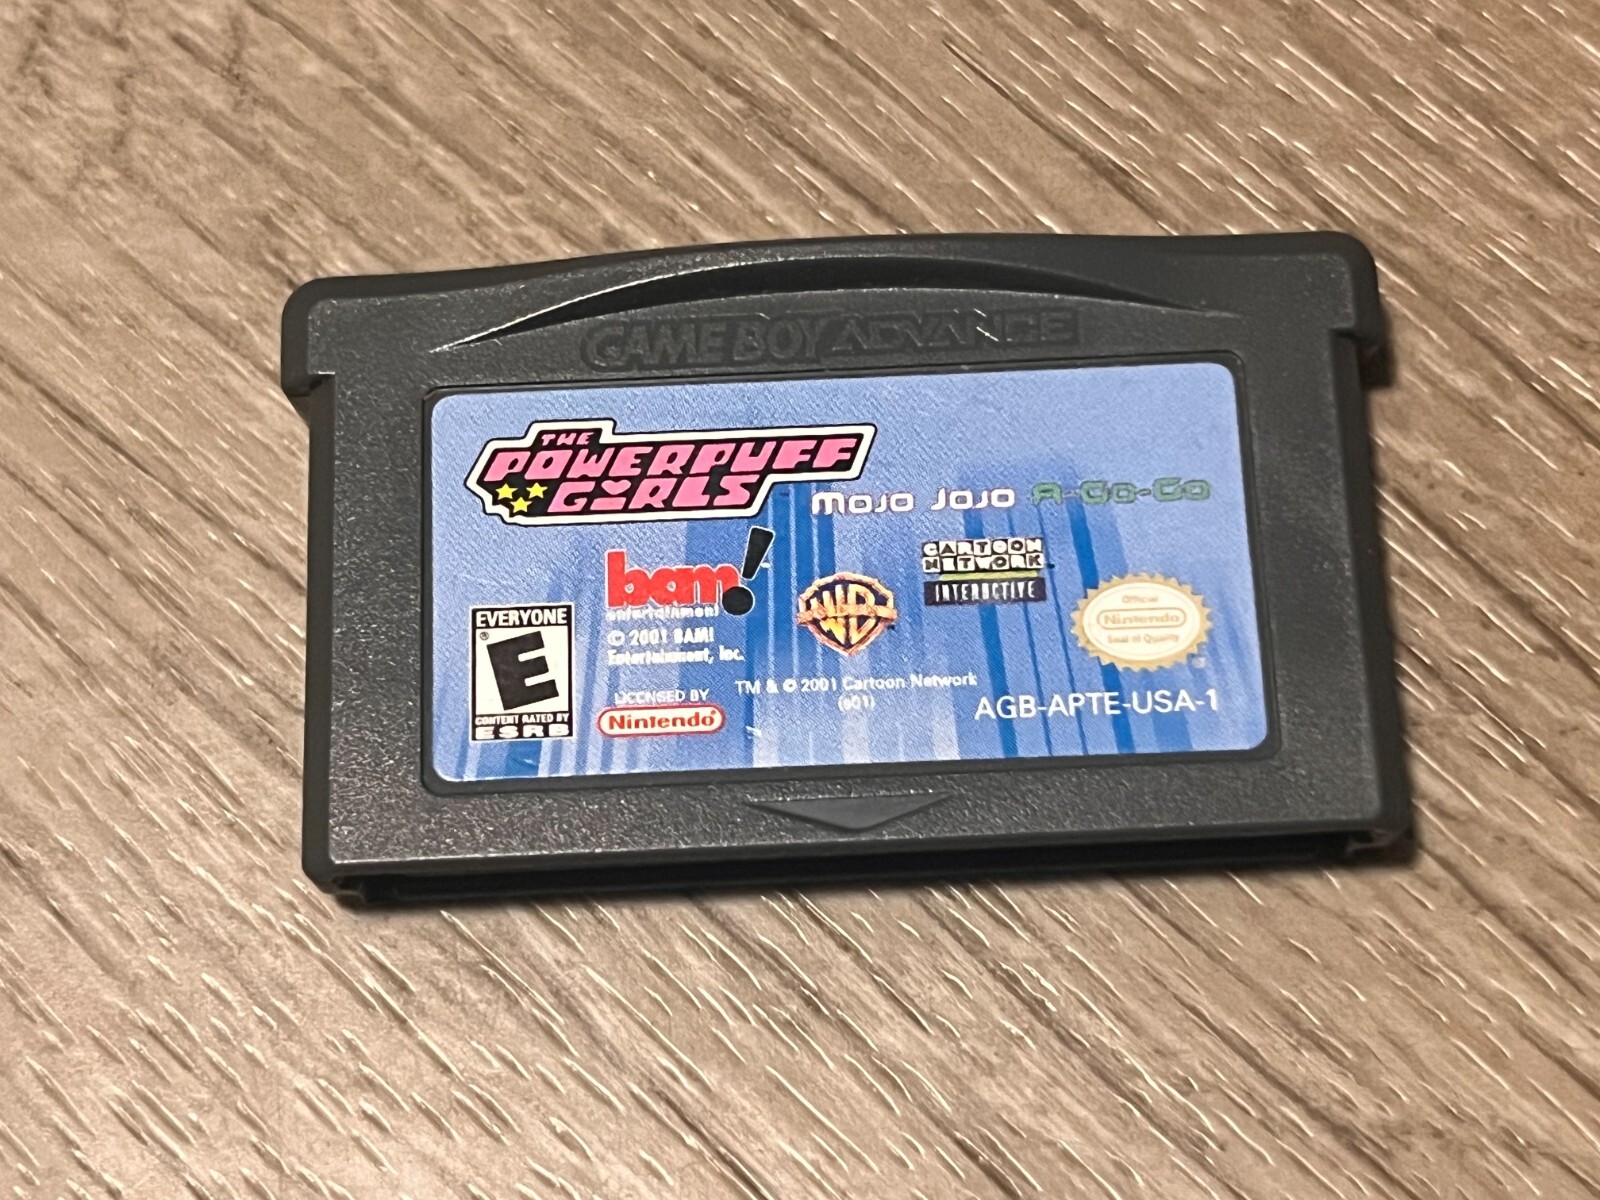 GAME BOY ADVANCE
THE
POWERPUFF
GIRLS
MOJO JOJO A-GO-GO
bam!
entertainment
CARTOON
NETWORK
INTERACTIVE
WB
EVERYONE
E
CONTENT RATED BY
ESRB
© 2001 BAM!
Entertainment, Inc.
LICENSED BY
Nintendo®
TM & © 2001 Cartoon Network
(s01)
Official
Nintendo
Seal of Quality
AGB-APTE-USA-1